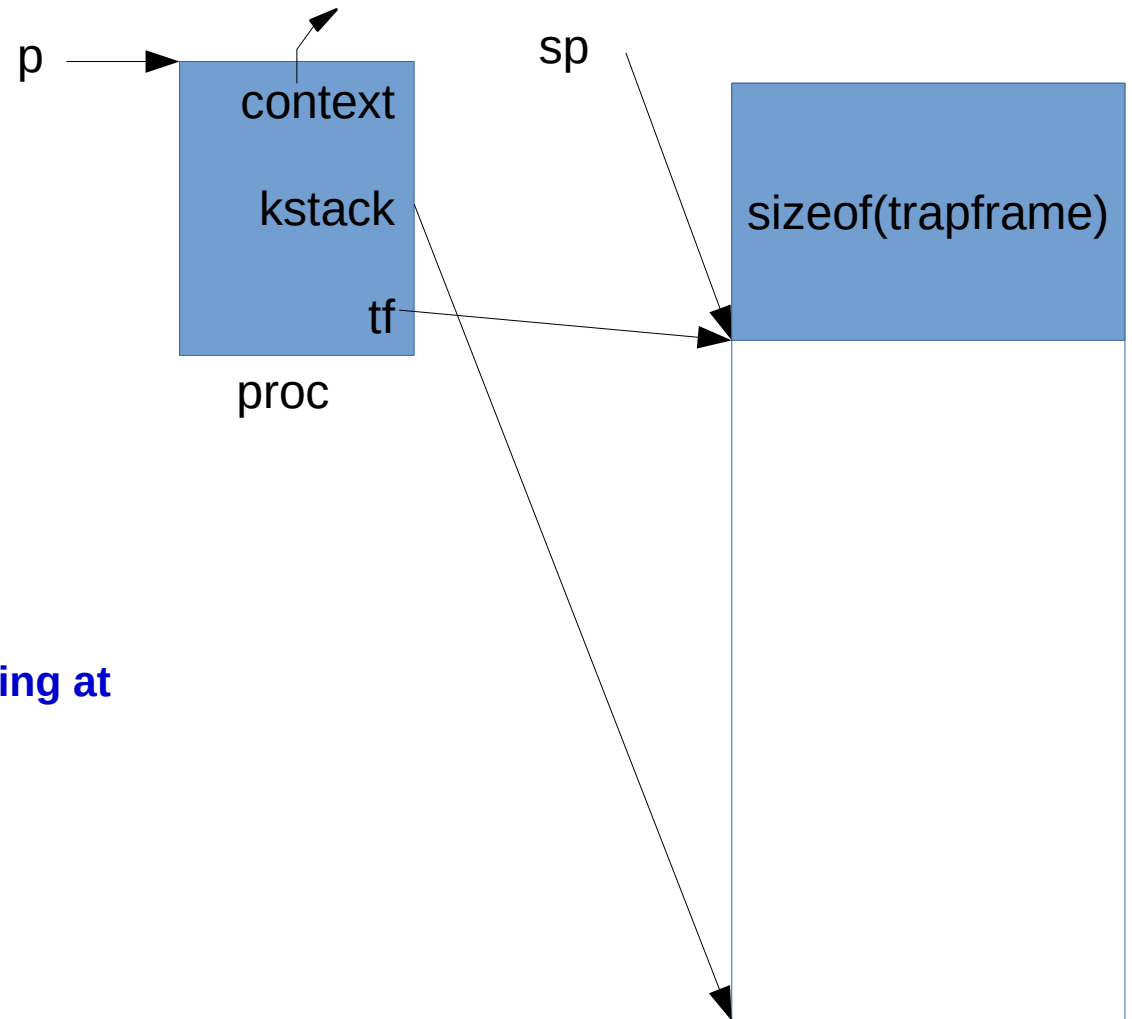 p
sp
context
kstack
sizeof(trapframe)
tf
proc
ing at